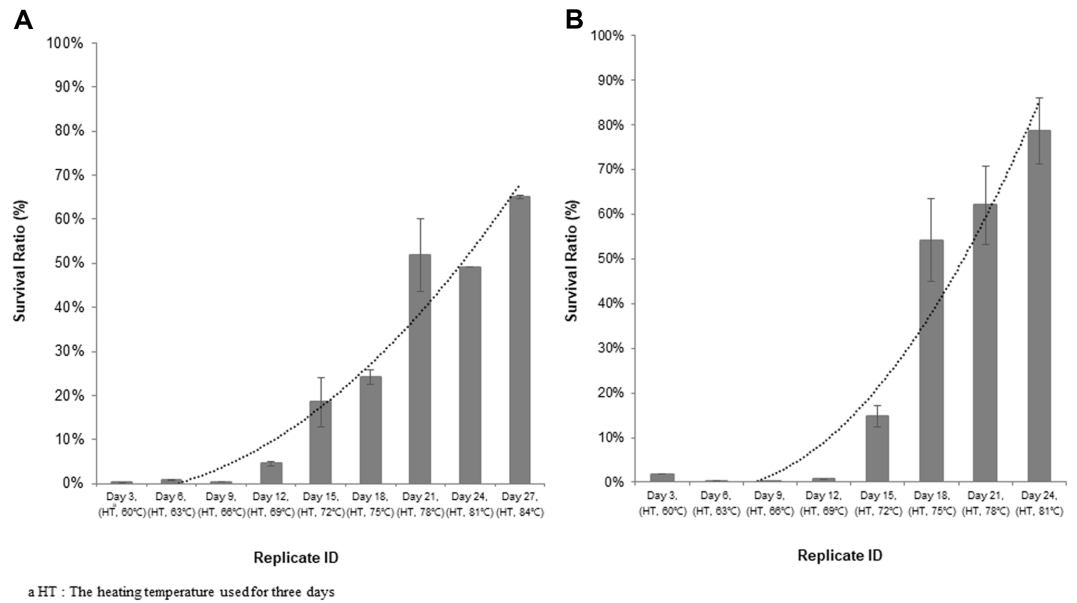 A
100%
90%
80%
70%
60%
50%
40%
30%
20%
10%
0%
Survival Ratio (%)
Day 3, Day 6, Day 9, Day 12, Day 15, Day 18, Day 21, Day 24, Day 27,
(HT, 60℃) (HT, 63℃) (HT, 66℃) (HT, 69℃) (HT, 72℃) (HT, 75℃) (HT, 78℃) (HT, 81℃) (HT, 84℃)
a
Replicate ID
B
100%
90%
80%
70%
60%
50%
40%
30%
20%
10%
0%
Survival Ratio (%)
Day 3, Day 6, Day 9, Day 12, Day 15, Day 18, Day 21, Day 24,
(HT, 60℃) (HT, 63℃) (HT, 66℃) (HT, 69℃) (HT, 72℃) (HT, 75℃) (HT, 78℃) (HT, 81℃)
Replicate ID
a HT : The heating temperature used for three days